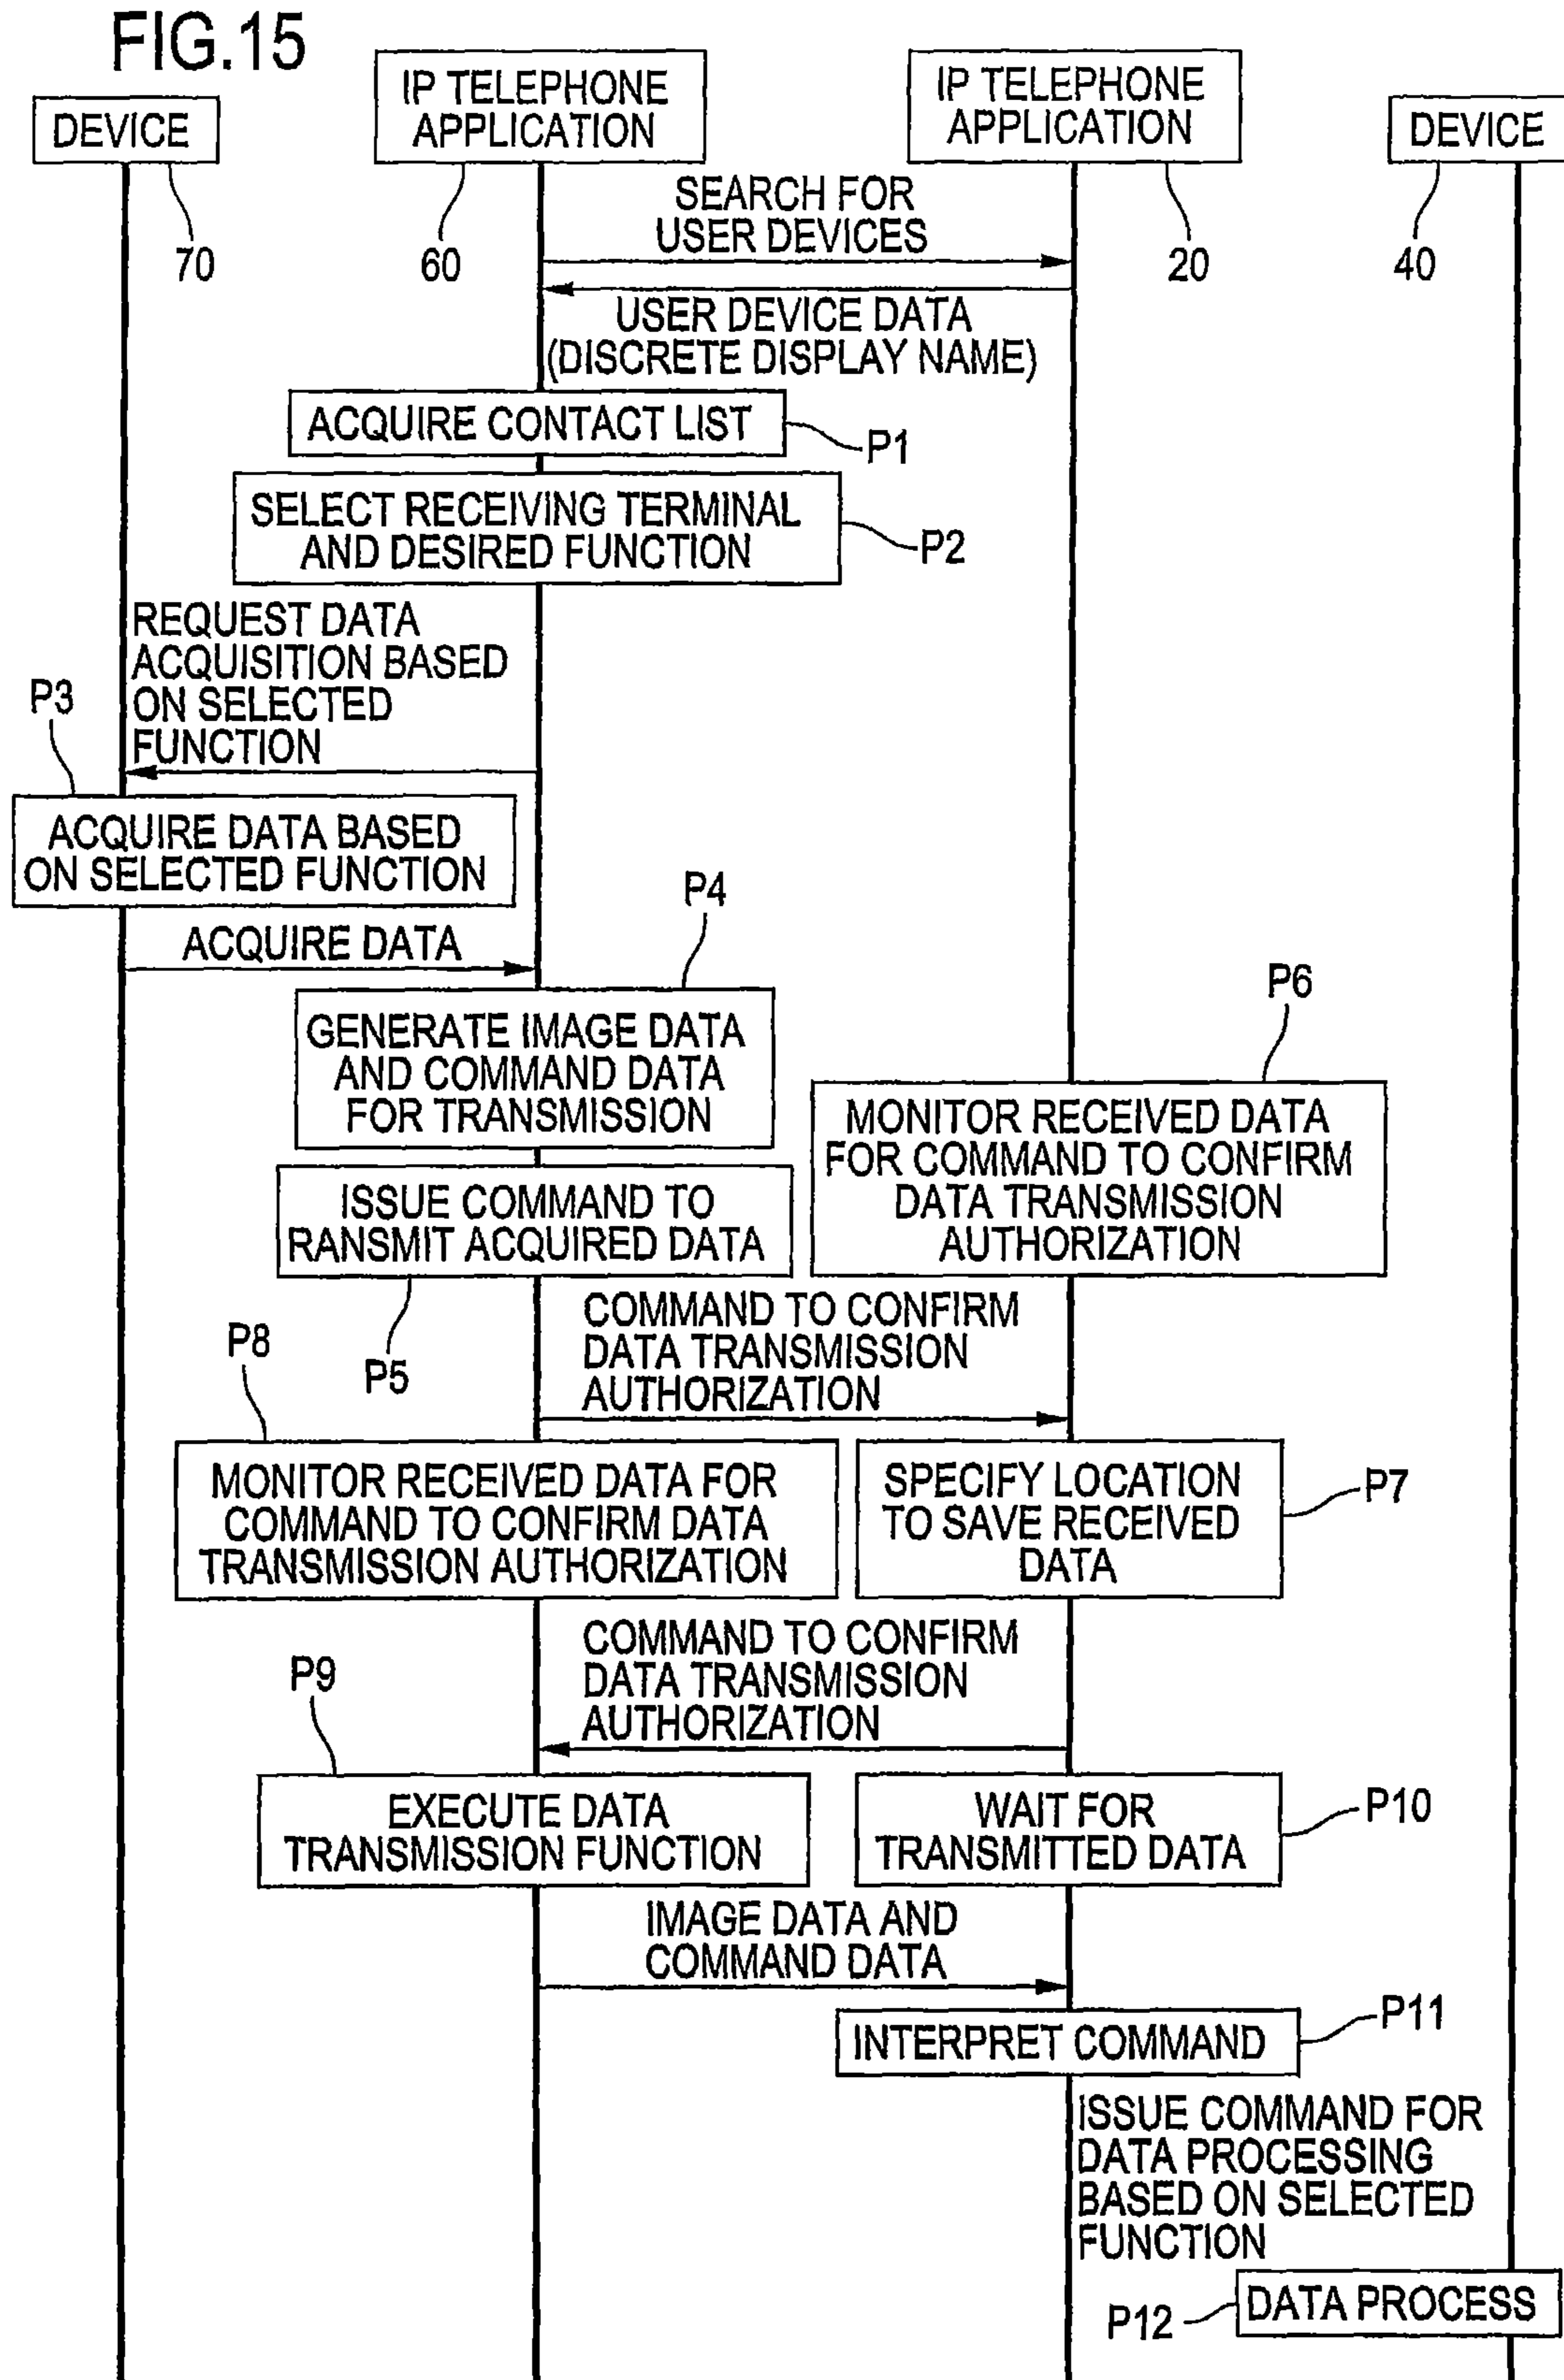 FIG.15
DEVICE
IP TELEPHONE
APPLICATION
IP TELEPHONE
APPLICATION
DEVICE
70
60
20
40
SEARCH FOR
USER DEVICES
USER DEVICE DATA
(DISCRETE DISPLAY NAME)
ACQUIRE CONTACT LIST
P1
SELECT RECEIVING TERMINAL
AND DESIRED FUNCTION
P2
REQUEST DATA
ACQUISITION BASED
ON SELECTED
FUNCTION
P3
ACQUIRE DATA BASED
ON SELECTED FUNCTION
ACQUIRE DATA
P4
GENERATE IMAGE DATA
AND COMMAND DATA
FOR TRANSMISSION
P6
MONITOR RECEIVED DATA
FOR COMMAND TO CONFIRM
DATA TRANSMISSION
AUTHORIZATION
ISSUE COMMAND TO
RANSMIT ACQUIRED DATA
P5
COMMAND TO CONFIRM
DATA TRANSMISSION
AUTHORIZATION
P8
MONITOR RECEIVED DATA FOR
COMMAND TO CONFIRM DATA
TRANSMISSION AUTHORIZATION
SPECIFY LOCATION
TO SAVE RECEIVED
DATA
P7
COMMAND TO CONFIRM
DATA TRANSMISSION
AUTHORIZATION
P9
EXECUTE DATA
TRANSMISSION FUNCTION
WAIT FOR
TRANSMITTED DATA
P10
IMAGE DATA AND
COMMAND DATA
INTERPRET COMMAND
P11
ISSUE COMMAND FOR
DATA PROCESSING
BASED ON SELECTED
FUNCTION
P12
DATA PROCESS